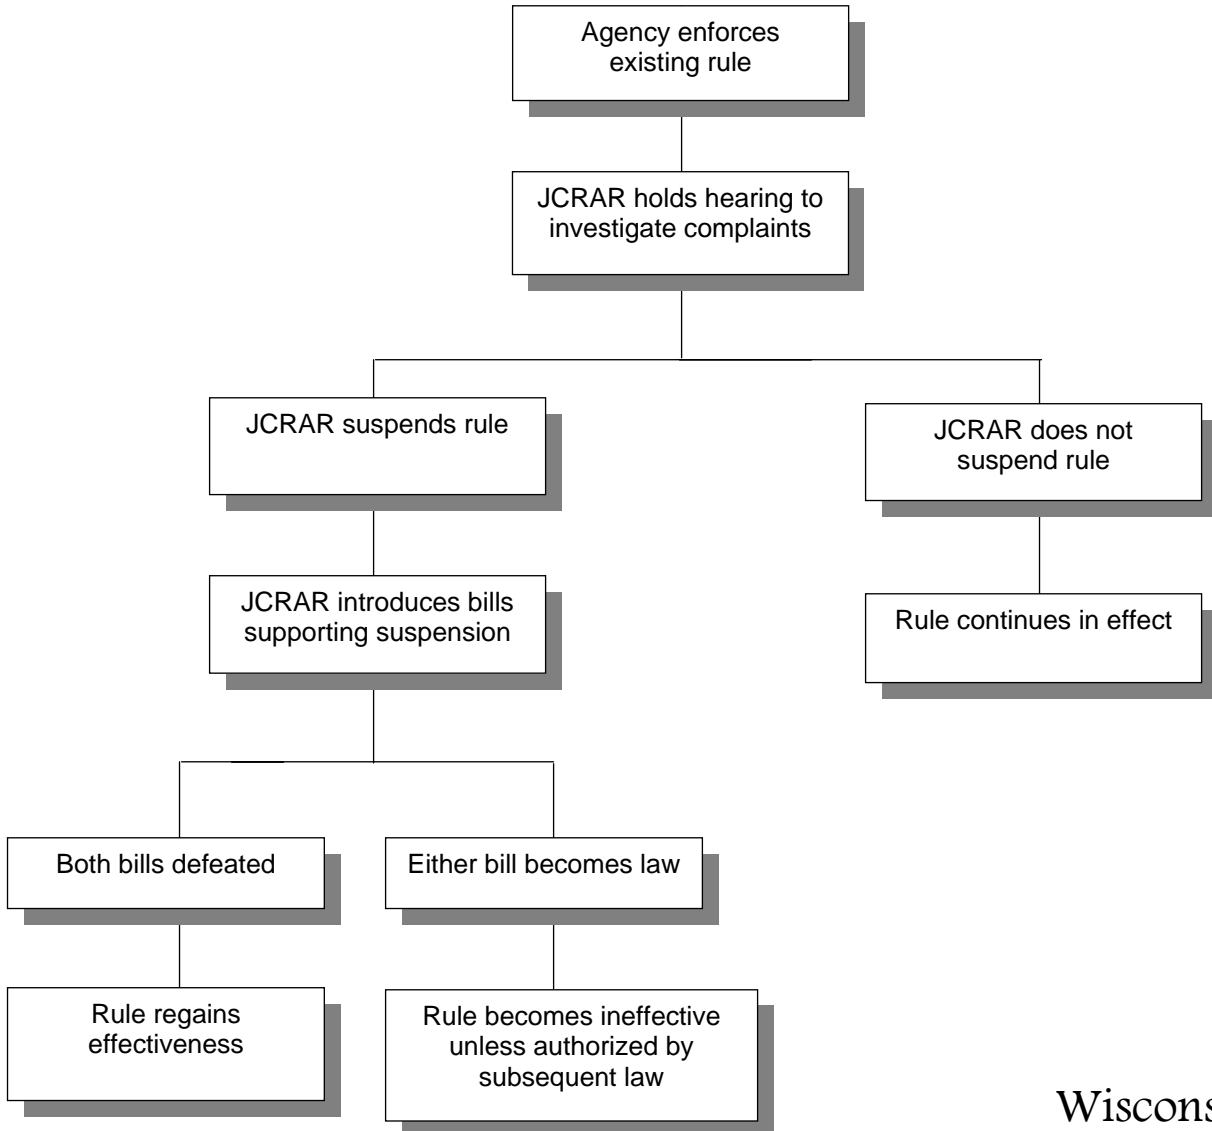 Agency enforces
existing rule
JCRAR holds hearing to
investigate complaints
JCRAR suspends rule
JCRAR does not
suspend rule
JCRAR introduces bills
supporting suspension
Rule continues in effect
Both bills defeated
Either bill becomes law
Rule regains
effectiveness
Rule becomes ineffective
unless authorized by
subsequent law
Wiscons